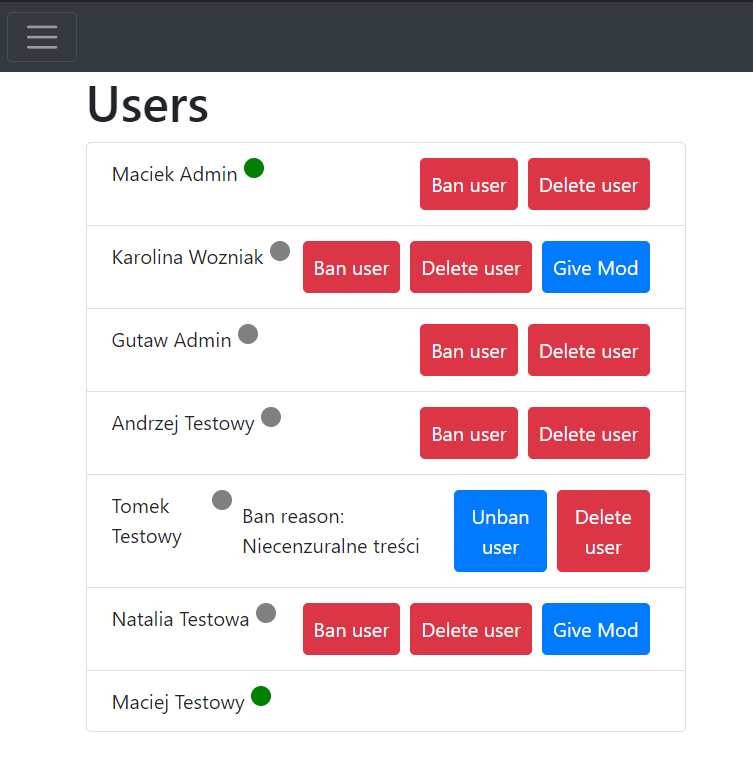 Users
Maciek Admin Ban user Delete user
Karolina Wozniak Ban user Delete user Give Mod
Gutaw Admin Ban user Delete user
Andrzej Testowy Ban user Delete user
Tomek Testowy
Ban reason:
Niecenzuralne treści
Unban user
Delete user
Natalia Testowa Ban user Delete user Give Mod
Maciej Testowy